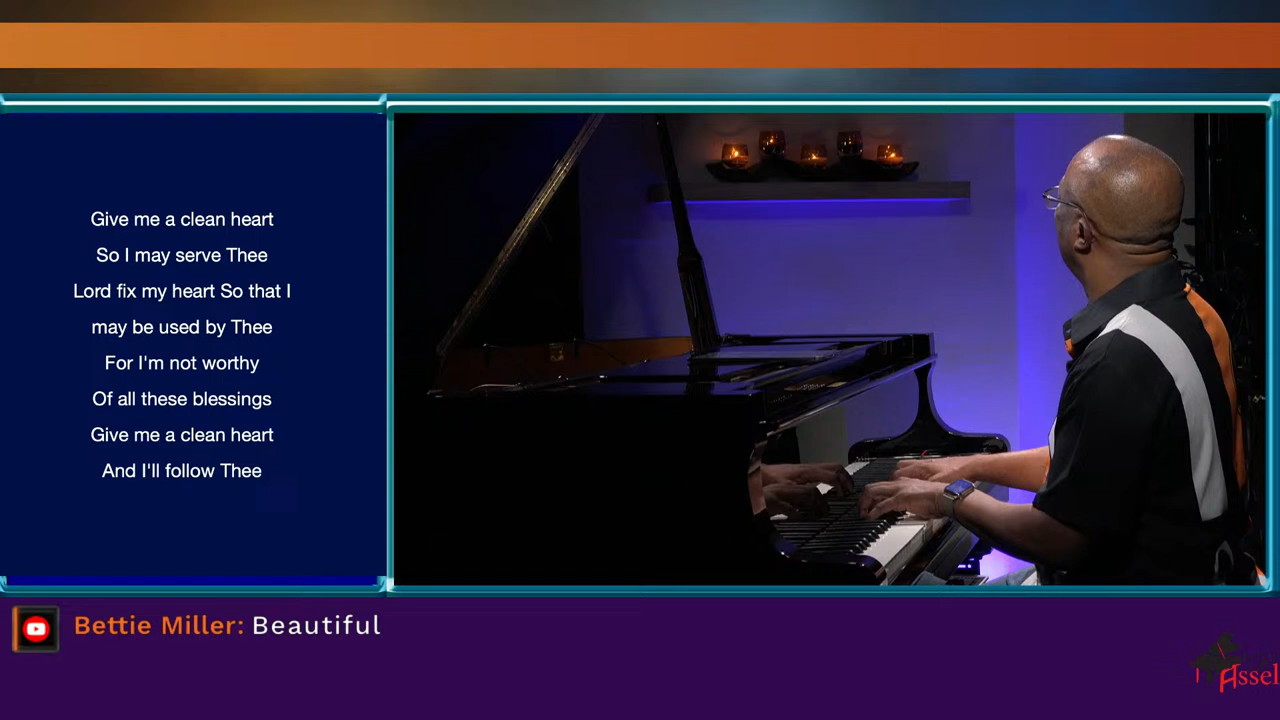 Give me a clean heart
So I may serve Thee
Lord fix my heart So that I
may be used by Thee
For I'm not worthy
Of all these blessings
Give me a clean heart
And I'll follow Thee
Bettie Miller: Beautiful
Assel